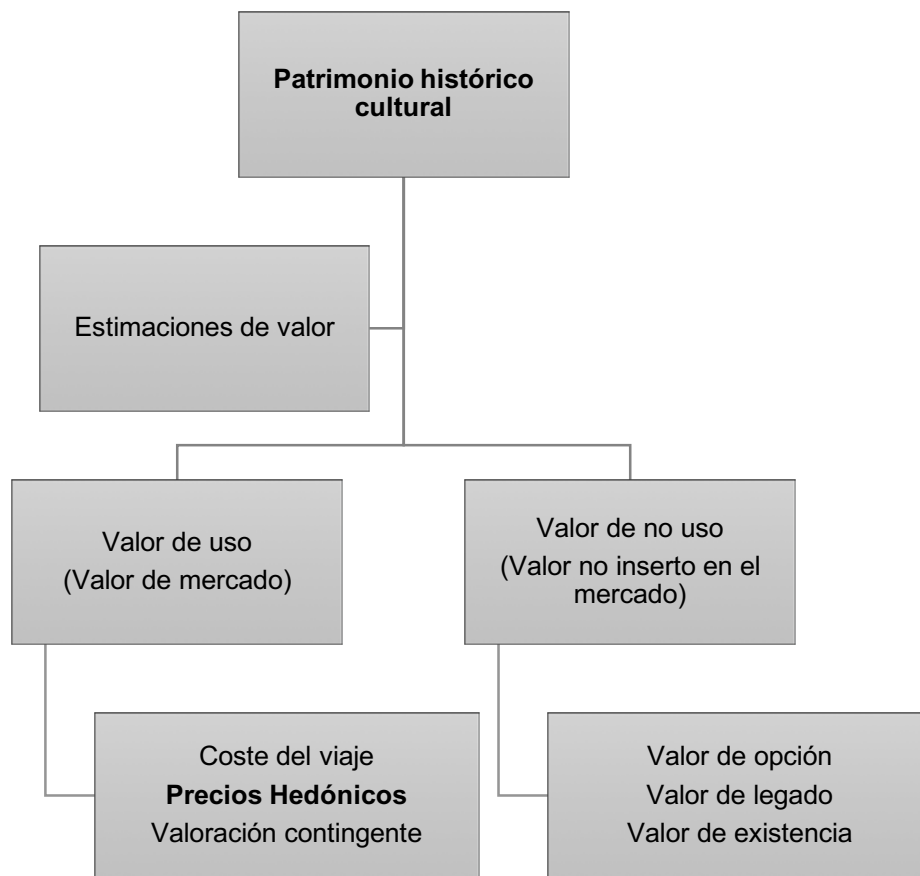 Patrimonio histórico
cultural
Estimaciones de valor
Valor de uso
(Valor de mercado)
Valor de no uso
(Valor no inserto en el
mercado)
Coste del viaje
Precios Hedónicos
Valoración contingente
Valor de opción
Valor de legado
Valor de existencia